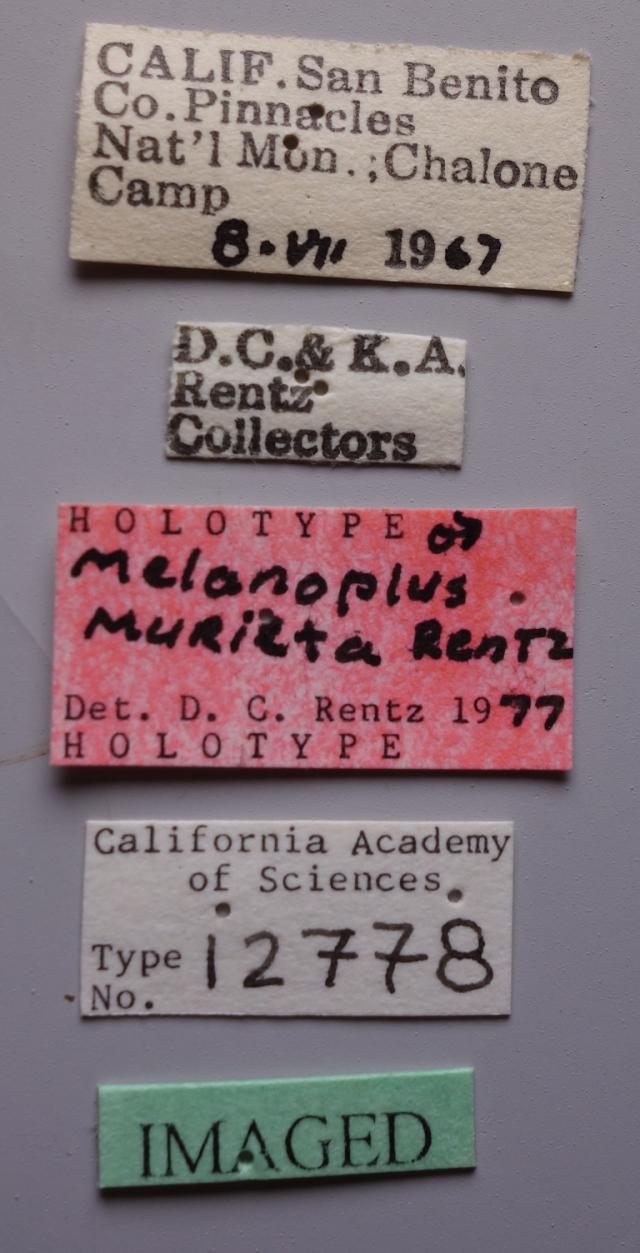 CALIF. San Benito
Co. Pinnacles
Nat'l Mon.; Chalone
Camp
8·VII 1967
D.C. & K.A.
Rentz
Collectors
HOLOTYPE ♂
Melanoplus
murieta Rentz
Det. D. C. Rentz 1977
HOLOTYPE
California Academy
of Sciences.
Type 12778
No.
IMAGED